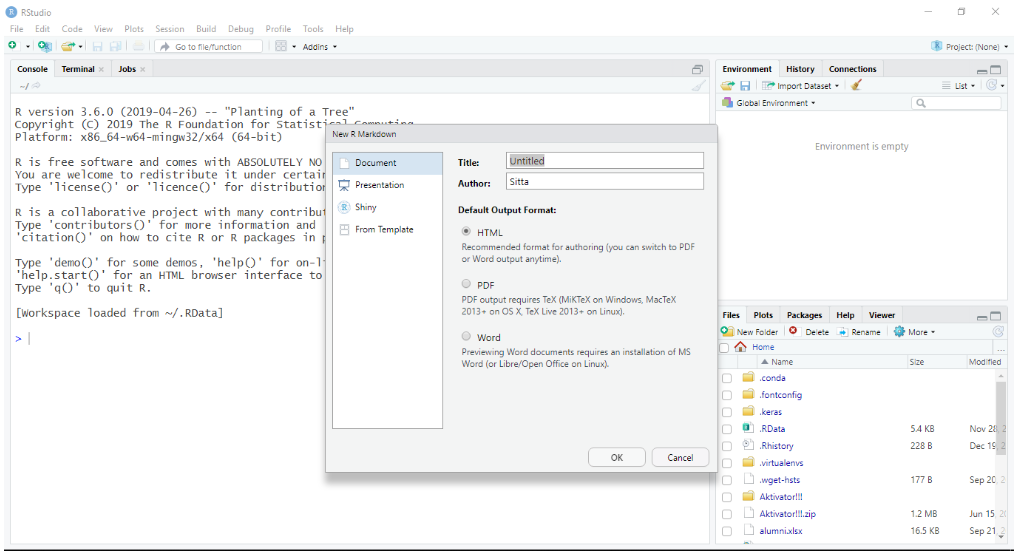 RStudio
File Edit Code View Plots Session Build Debug Profile Tools Help
Go to file/function Addins Project: (None)
Console Terminal Jobs
~/
R version 3.6.0 (2019-04-26) -- "Planting of a Tree"
Copyright (C) 2019 The R Foundation for Statistical Computing
Platform: x86_64-w64-mingw32/x64 (64-bit)
R is free software and comes with ABSOLUTELY NO
You are welcome to redistribute it under certain
Type 'license()' or 'licence()' for distribution
R is a collaborative project with many
Type 'contributors()' for more information and
'citation()' on how to cite R or R packages in
Type 'demo()' for some demos, 'help()' for
'help.start()' for an HTML browser interface to
Type 'q()' to quit R.
[Workspace loaded from ~/.RData]
>
New R Markdown
Document
Presentation
Shiny
From Template
Title: Untitled
Author: Sitta
Default Output Format:
HTML
Recommended format for authoring (you can switch to PDF
or Word output anytime).
PDF
PDF output requires TeX (MiKTeX on Windows, MacTeX
2013+ on OS X, TeX Live 2013+ on Linux).
Word
Previewing Word documents requires an installation of MS
Word (or Libre/Open Office on Linux).
OK Cancel
Environment History Connections
Import Dataset List
Global Environment
Environment is empty
Files Plots Packages Help Viewer
New Folder Delete Rename More
Home ...
Name Size Modified
.conda
.fontconfig
.keras
.RData 5.4 KB Nov 28
.Rhistory 228 B Dec 19
.virtualenvs
.wget-hsts 177 B Sep 20
Aktivator!!!
Aktivator!!!.zip 1.2 MB Jun 15
alumni.xlsx 16.5 KB Sep 21